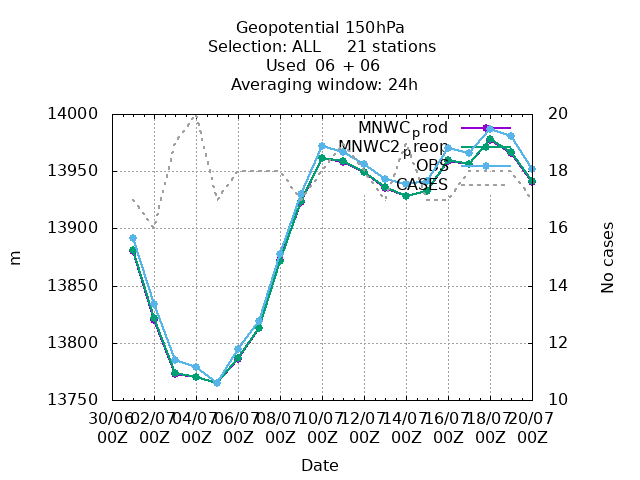 Geopotential 150hPa
Selection: ALL     21 stations
Used  06 + 06
Averaging window: 24h
14000
13950
13900
13850
13800
13750
20
18
16
14
12
10
m
No cases
MNWC_prod
MNWC2_preop
OBS
CASES
30/06 00Z
02/07 00Z
04/07 00Z
06/07 00Z
08/07 00Z
10/07 00Z
12/07 00Z
14/07 00Z
16/07 00Z
18/07 00Z
20/07 00Z
Date